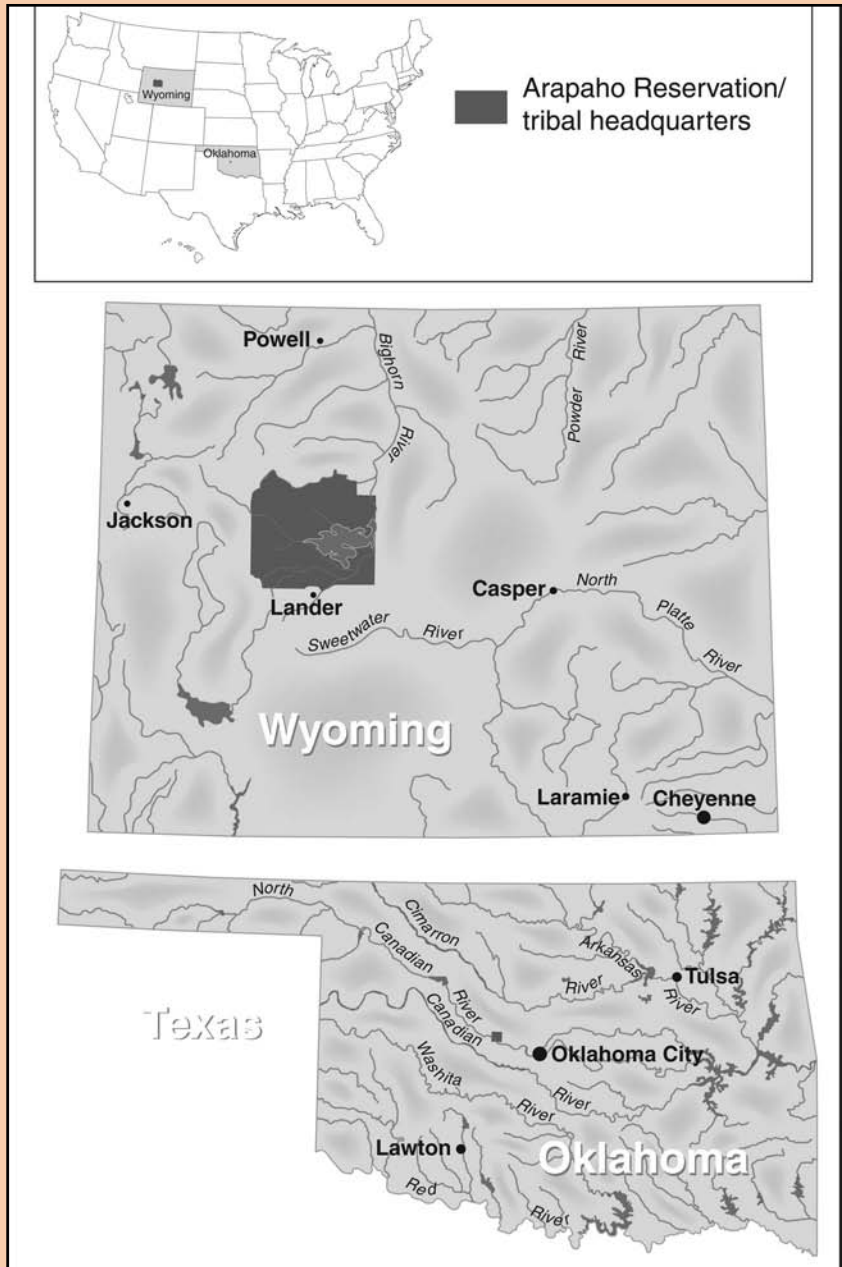 Wyoming
Oklahoma
Arapaho Reservation/
tribal headquarters
Powell
Bighorn
River
Powder
River
Jackson
Lander
Casper
North
Platte
River
Sweetwater
River
Wyoming
Laramie
Cheyenne
North
Canadian
River
Cimarron
River
Arkansas
River
Tulsa
Texas
Canadian
River
Oklahoma City
Washita
River
Lawton
Oklahoma
Red
River